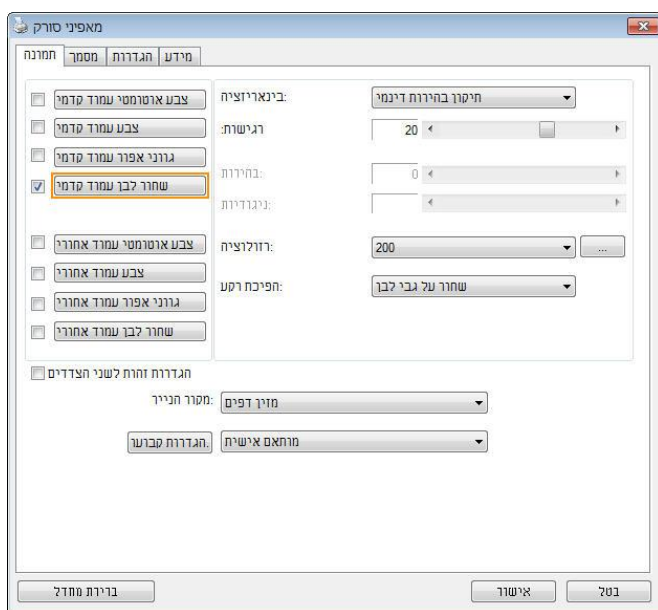 מאפיני סורק
תמונה מסמך הגדרות מידע
צבע אוטומטי עמוד קדמי
צבע עמוד קדמי
גווני אפור עמוד קדמי
שחור לבן עמוד קדמי
צבע אוטומטי עמוד אחורי
צבע עמוד אחורי
גווני אפור עמוד אחורי
שחור לבן עמוד אחורי
בינאריזציה: תיקון בהירות דינמי
רגישות: 20
בהירות: 0
ניגודיות:
רזולוציה: 200 ...
הפיכת רקע: שחור על גבי לבן
הגדרות זהות לשני הצדדים
מקור הנייר: מזין דפים
הגדרות קבועו. מותאם אישית
ברירת מחדל אישור בטל